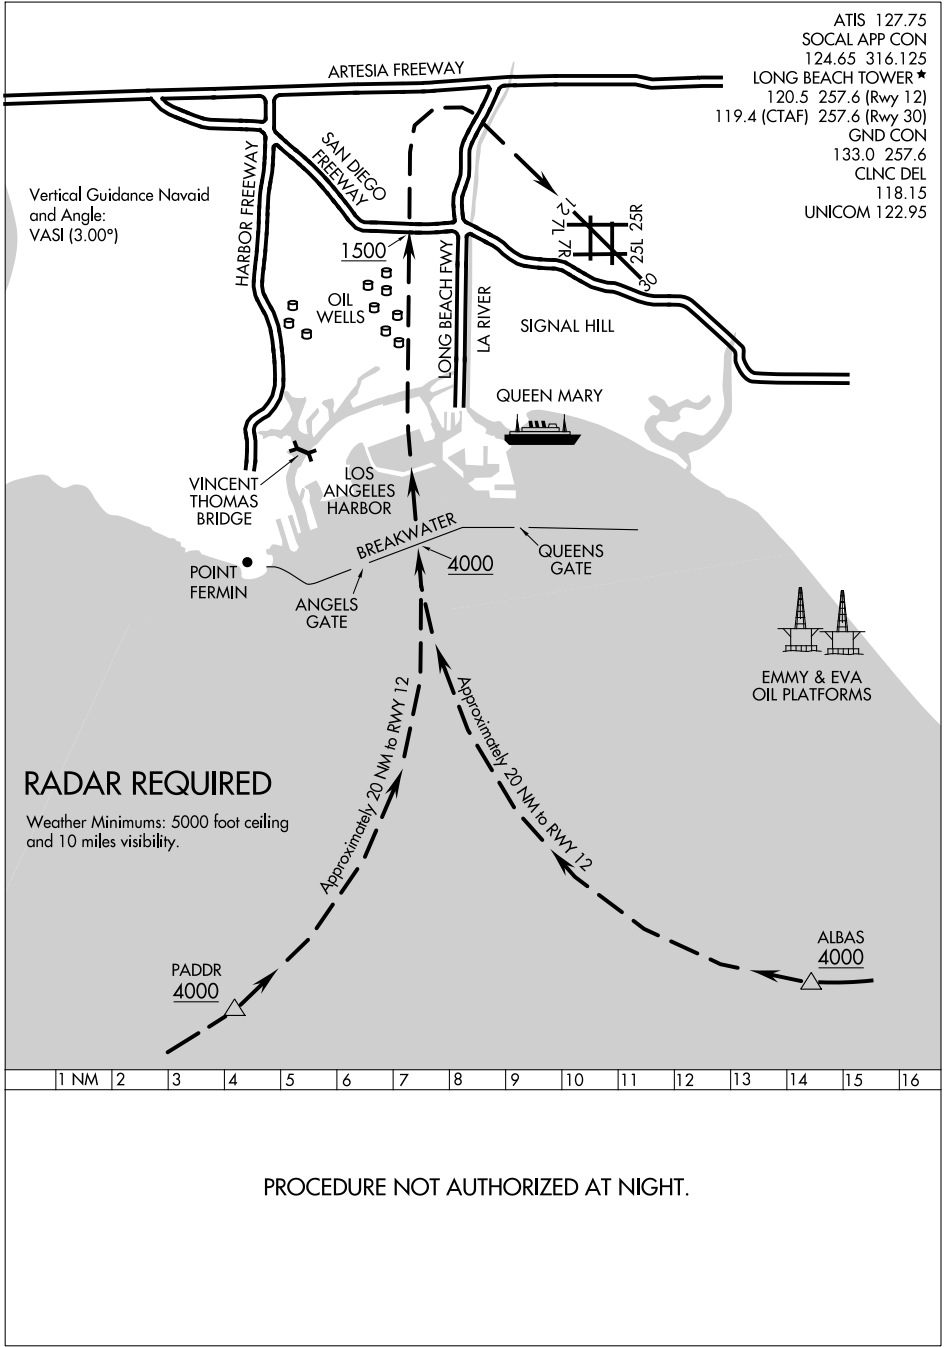 ATIS 127.75
SOCAL APP CON
124.65 316.125
LONG BEACH TOWER ★
120.5 257.6 (Rwy 12)
119.4 (CTAF) 257.6 (Rwy 30)
GND CON
133.0 257.6
CLNC DEL
118.15
UNICOM 122.95
ARTESIA FREEWAY
SAN DIEGO
FREEWAY
HARBOR FREEWAY
Vertical Guidance Navaid
and Angle:
VASI (3.00°)
12
7L 25R
7R 25L
30
1500
OIL
WELLS
LONG BEACH FWY
LA RIVER
SIGNAL HILL
QUEEN MARY
VINCENT
THOMAS
BRIDGE
LOS
ANGELES
HARBOR
BREAKWATER
4000
QUEENS
GATE
POINT
FERMIN
ANGELS
GATE
EMMY & EVA
OIL PLATFORMS
Approximately 20 NM to RWY 12
Approximately 20 NM to RWY 12
RADAR REQUIRED
Weather Minimums: 5000 foot ceiling
and 10 miles visibility.
PADDR
4000
ALBAS
4000
1 NM 2 3 4 5 6 7 8 9 10 11 12 13 14 15 16
PROCEDURE NOT AUTHORIZED AT NIGHT.